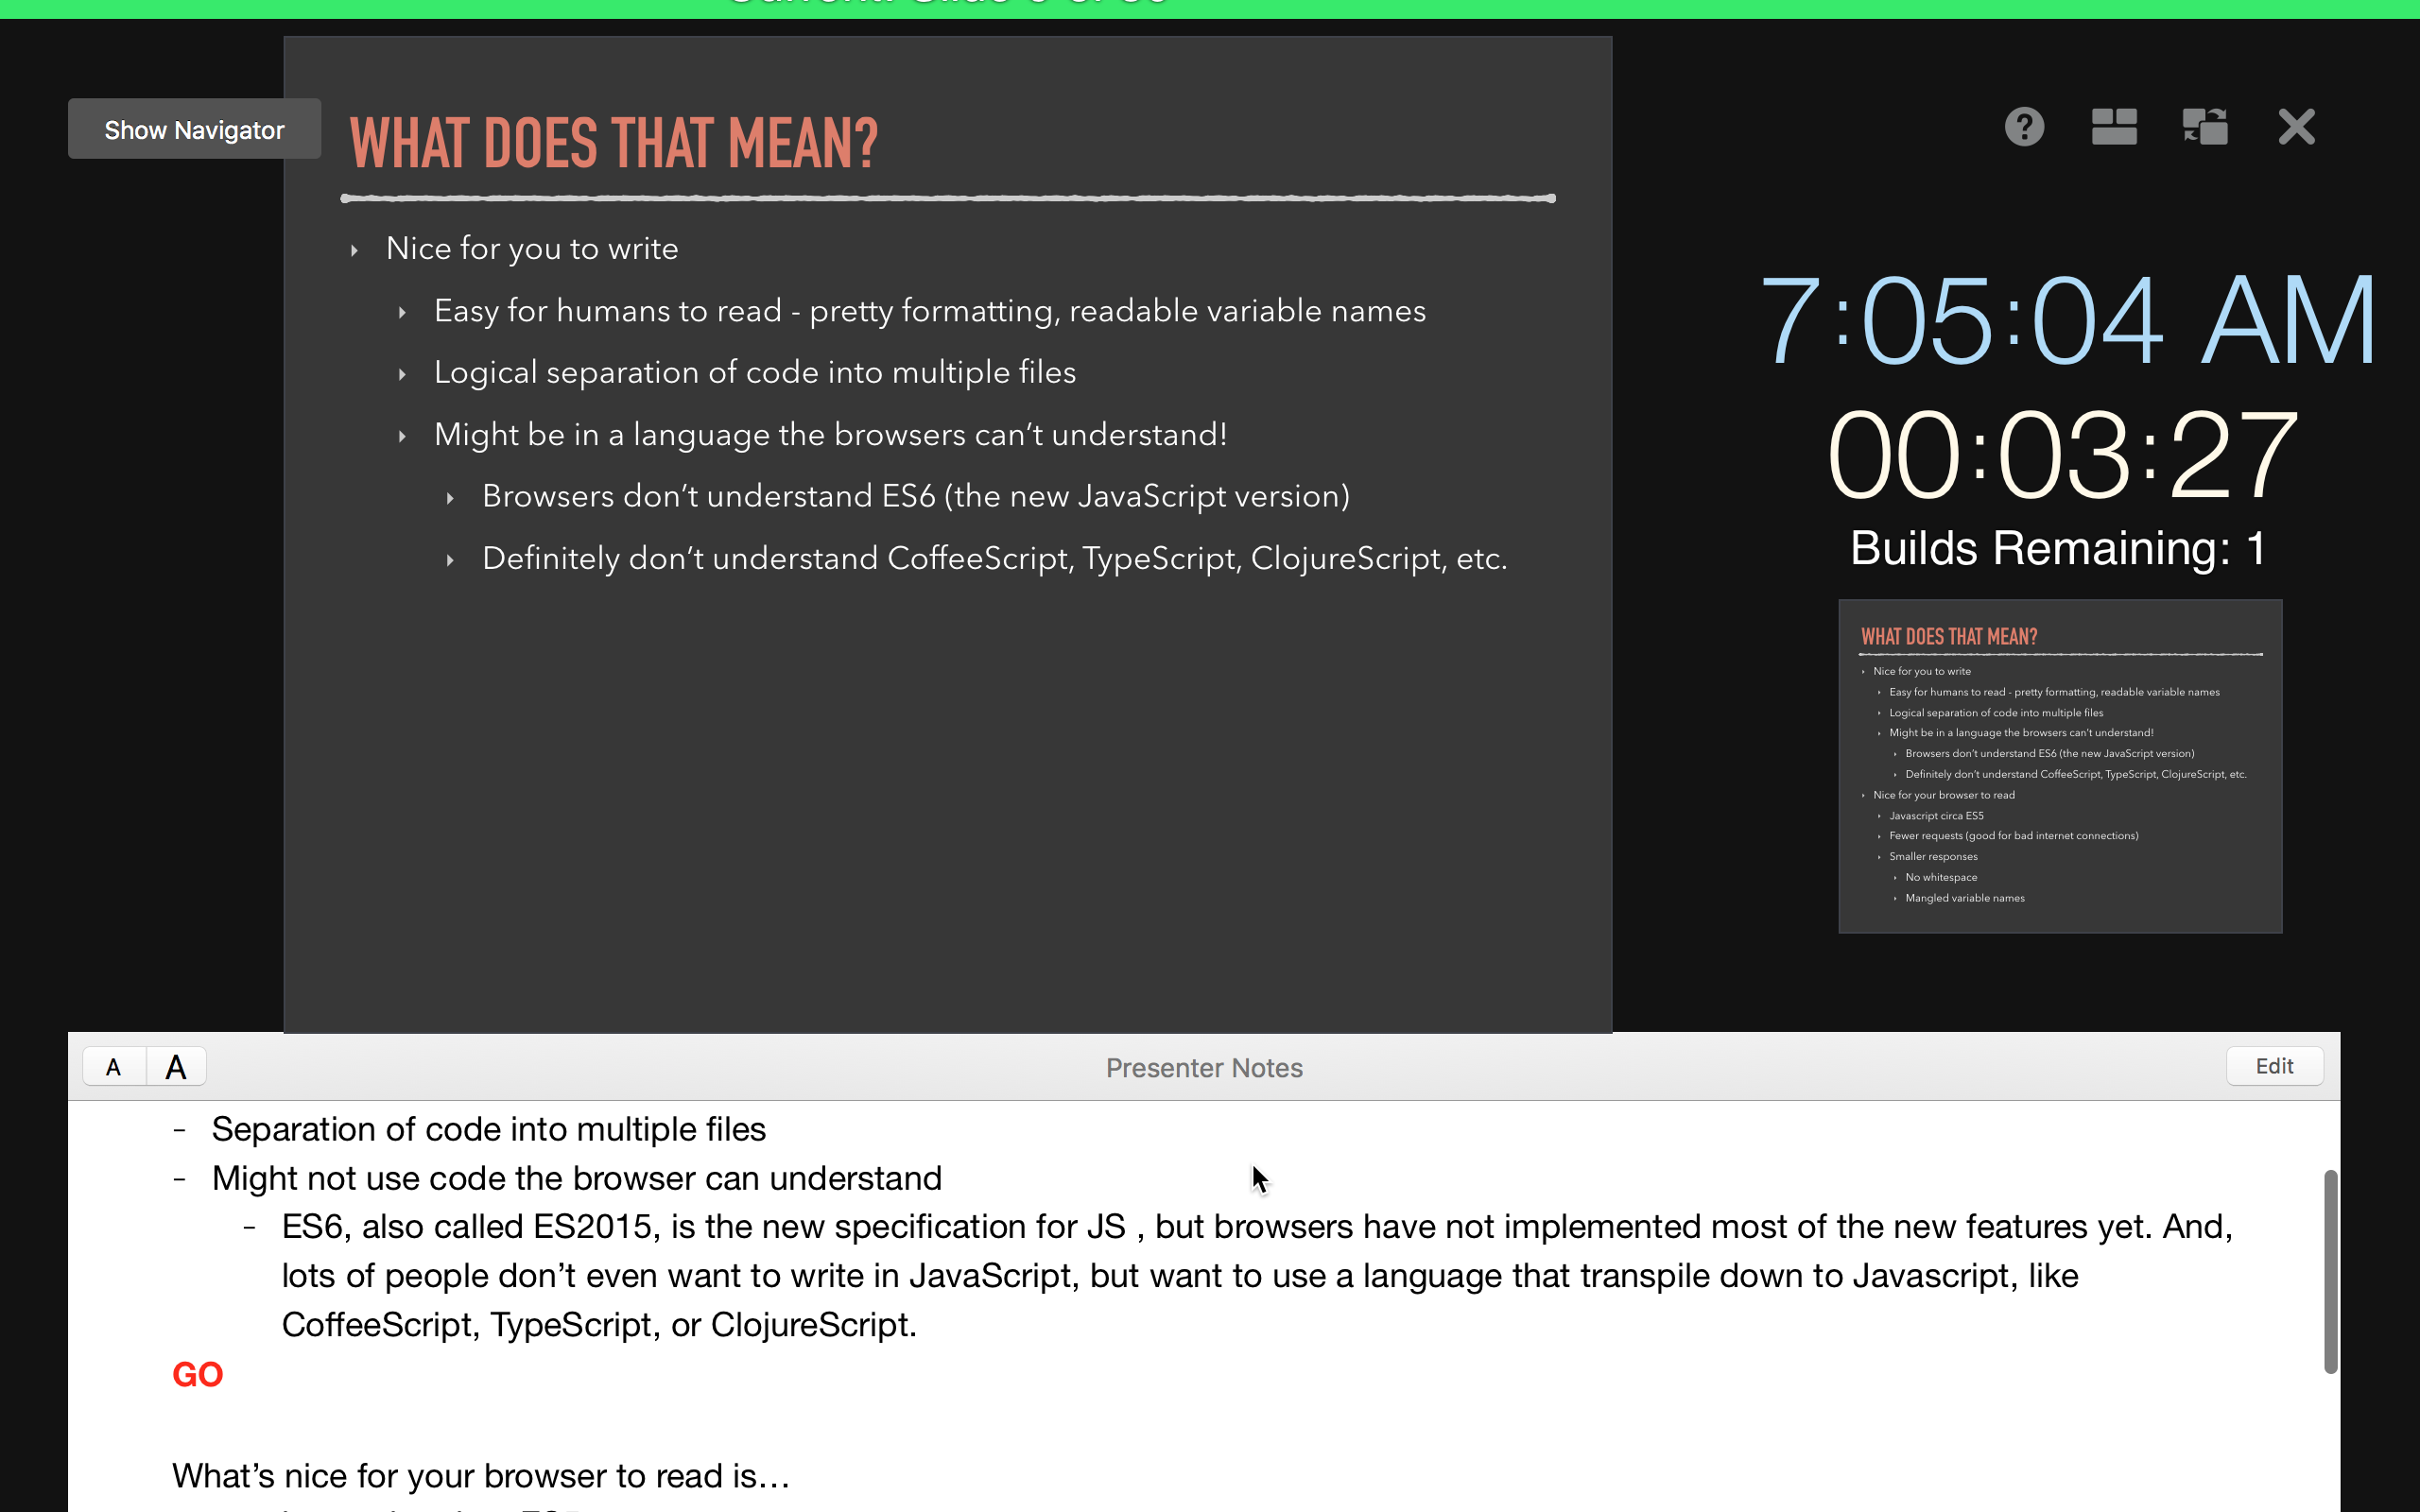 Show Navigator
WHAT DOES THAT MEAN?
Nice for you to write
Easy for humans to read - pretty formatting, readable variable names
Logical separation of code into multiple files
Might be in a language the browsers can’t understand!
Browsers don’t understand ES6 (the new JavaScript version)
Definitely don’t understand CoffeeScript, TypeScript, ClojureScript, etc.
7:05:04 AM
00:03:27
Builds Remaining: 1
WHAT DOES THAT MEAN?
Nice for you to write
Easy for humans to read - pretty formatting, readable variable names
Logical separation of code into multiple files
Might be in a language the browsers can’t understand!
Browsers don’t understand ES6 (the new JavaScript version)
Definitely don’t understand CoffeeScript, TypeScript, ClojureScript, etc.
Nice for your browser to read
Javascript circa ES5
Fewer requests (good for bad internet connections)
Smaller responses
No whitespace
Mangled variable names
A A
Presenter Notes
Edit
- Separation of code into multiple files
- Might not use code the browser can understand
- ES6, also called ES2015, is the new specification for JS , but browsers have not implemented most of the new features yet. And,
lots of people don’t even want to write in JavaScript, but want to use a language that transpile down to Javascript, like
CoffeeScript, TypeScript, or ClojureScript.
GO
What’s nice for your browser to read is…